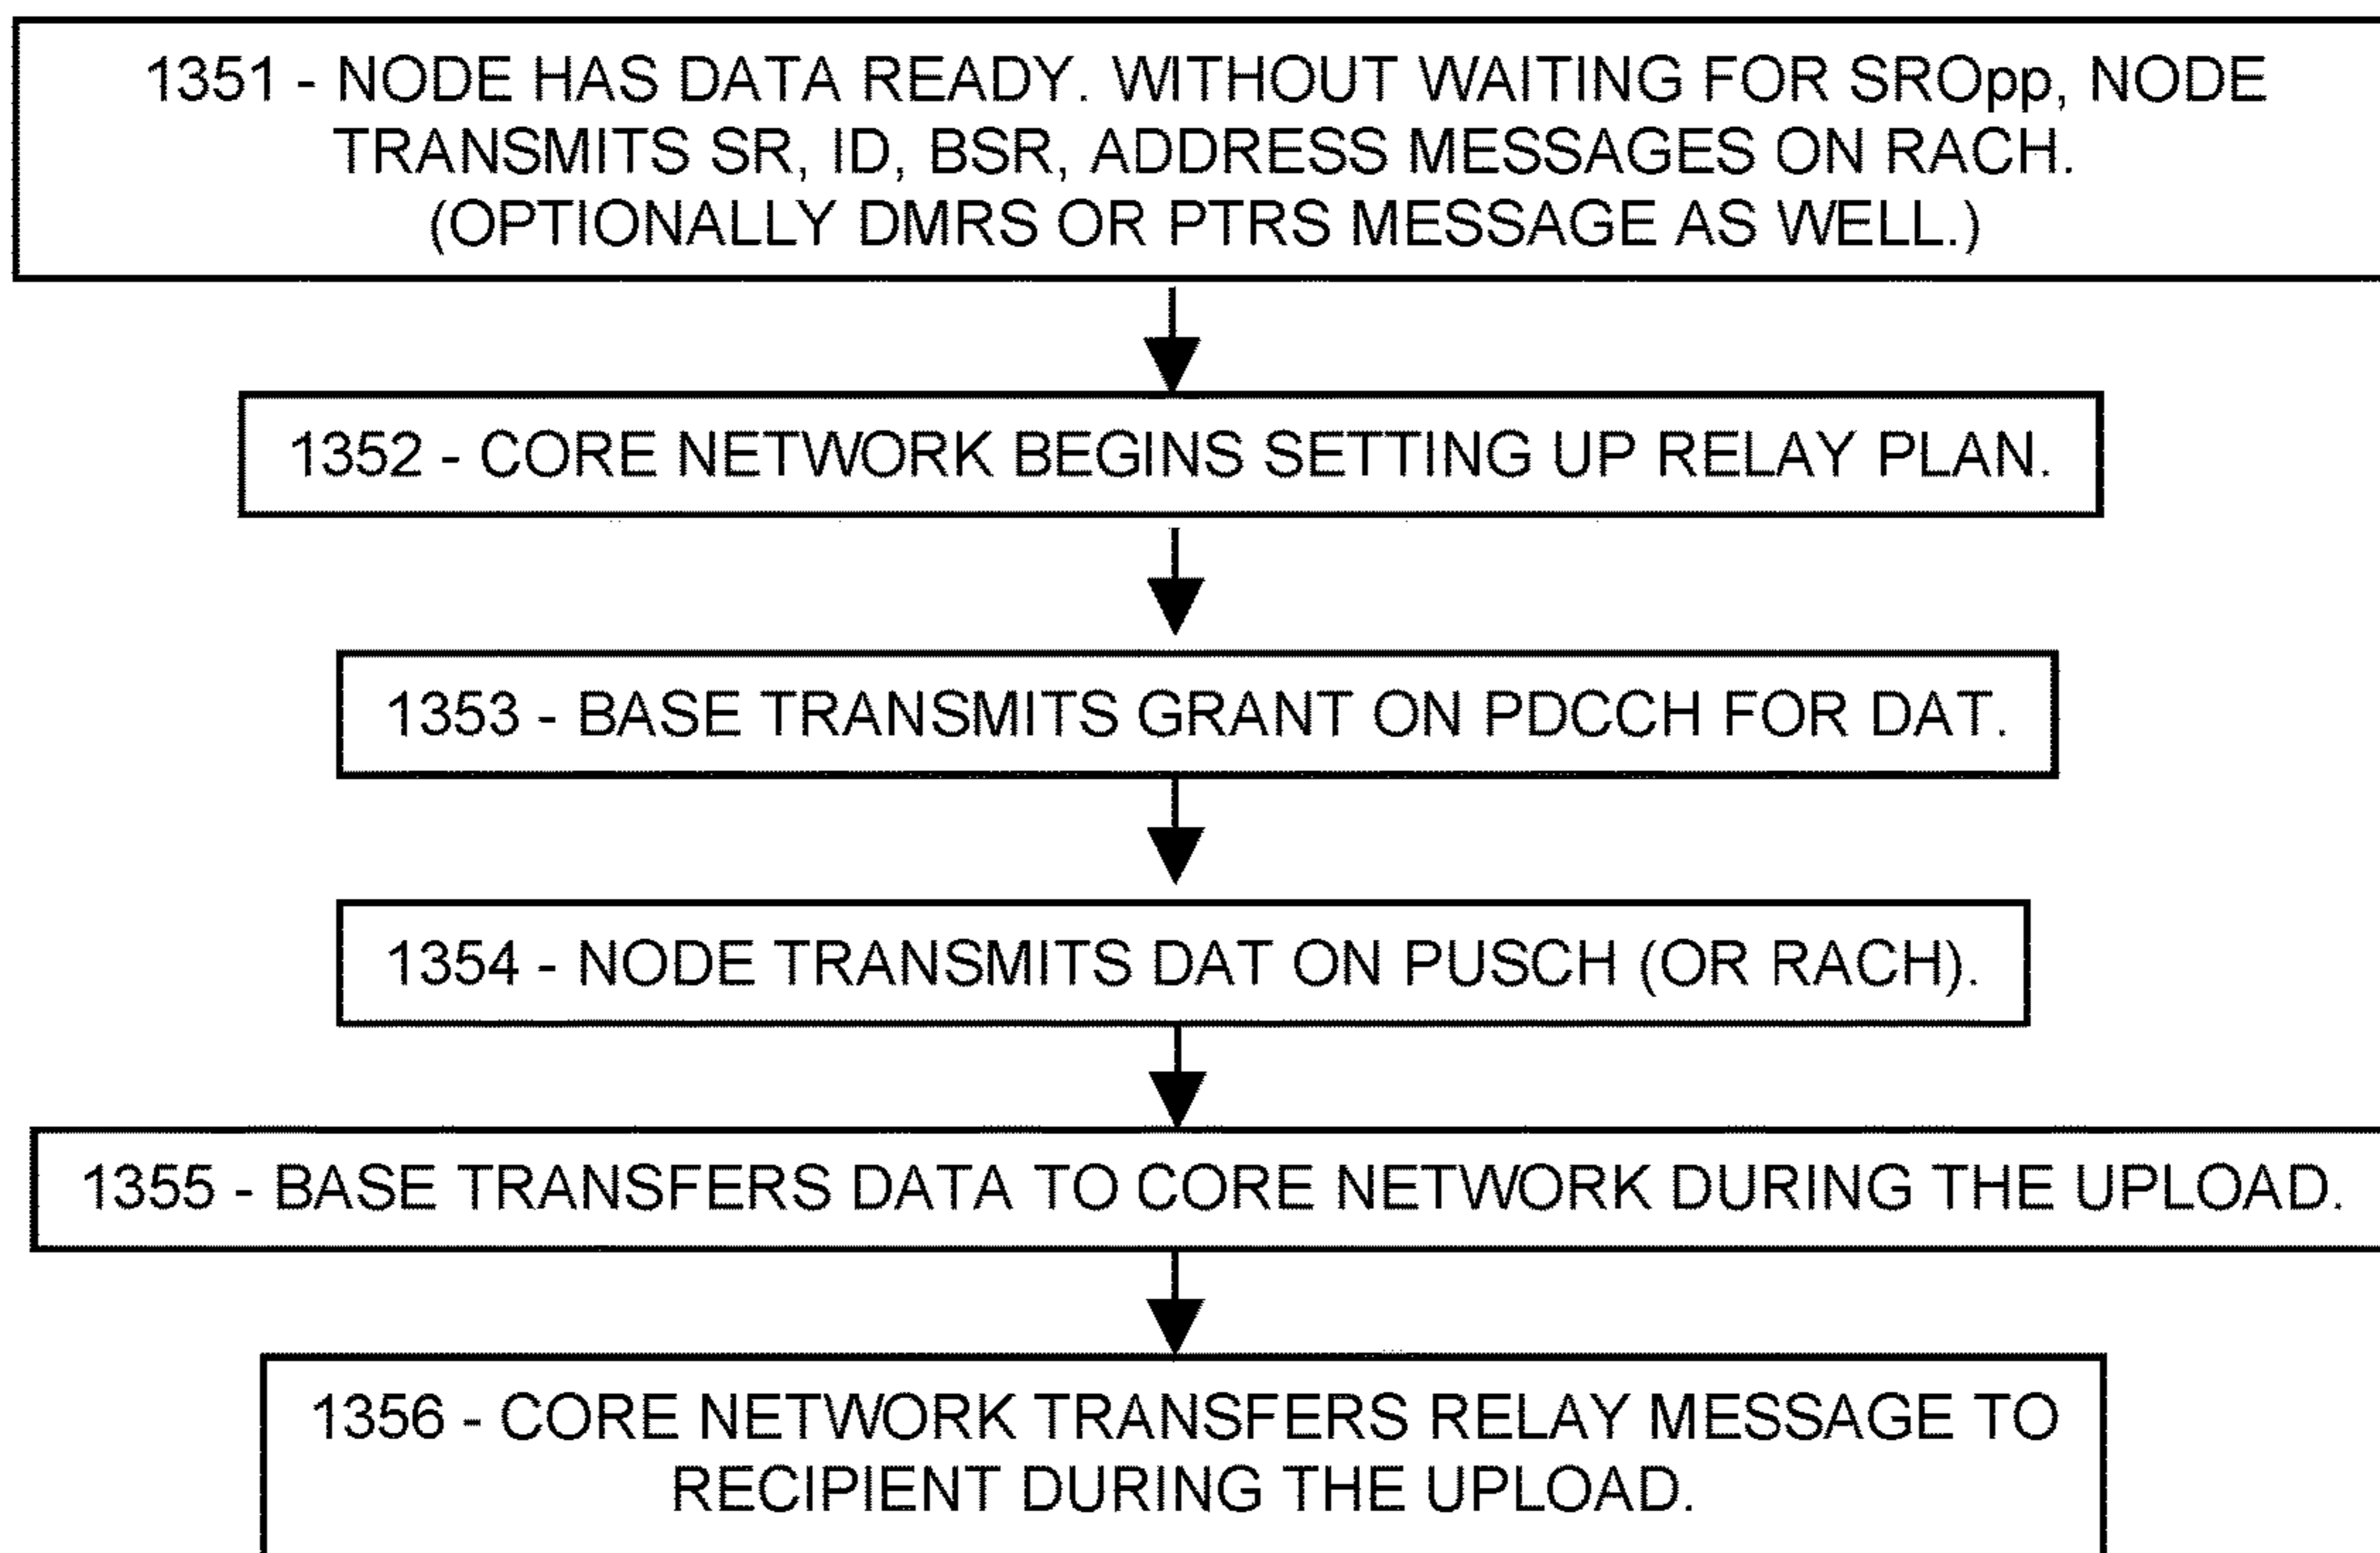 1351 - NODE HAS DATA READY. WITHOUT WAITING FOR SROpp, NODE
TRANSMITS SR, ID, BSR, ADDRESS MESSAGES ON RACH.
(OPTIONALLY DMRS OR PTRS MESSAGE AS WELL.)
1352 - CORE NETWORK BEGINS SETTING UP RELAY PLAN.
1353 - BASE TRANSMITS GRANT ON PDCCH FOR DAT.
1354 - NODE TRANSMITS DAT ON PUSCH (OR RACH).
1355 - BASE TRANSFERS DATA TO CORE NETWORK DURING THE UPLOAD.
1356 - CORE NETWORK TRANSFERS RELAY MESSAGE TO
RECIPIENT DURING THE UPLOAD.